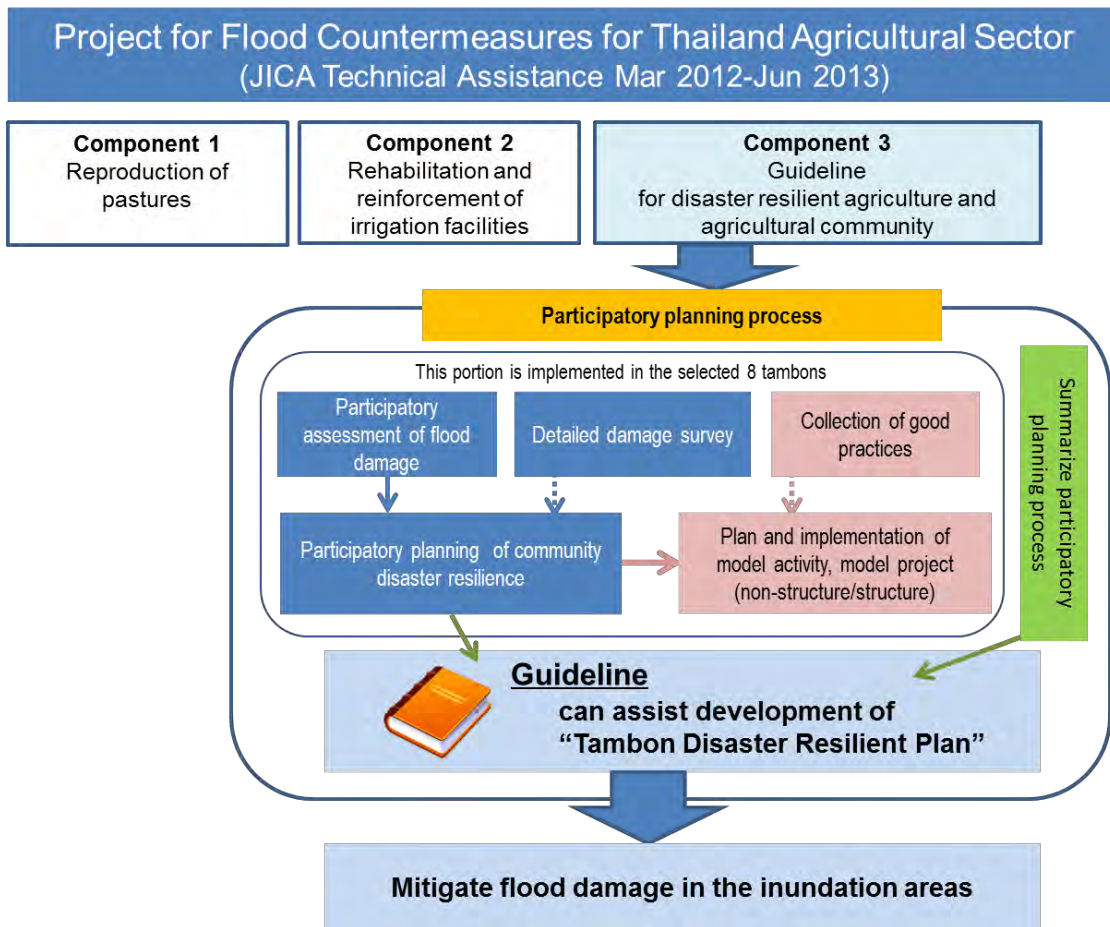 Project for Flood Countermeasures for Thailand Agricultural Sector
(JICA Technical Assistance Mar 2012-Jun 2013)
Component 1
Reproduction of
pastures
Component 2
Rehabilitation and
reinforcement of
irrigation facilities
Component 3
Guideline
for disaster resilient agriculture and
agricultural community
Participatory planning process
This portion is implemented in the selected 8 tambons
Participatory
assessment of flood
damage
Detailed damage survey
Collection of good
practices
Participatory planning of community
disaster resilience
Plan and implementation of
model activity, model project
(non-structure/structure)
Summarize participatory
planning process
Guideline
can assist development of
“Tambon Disaster Resilient Plan”
Mitigate flood damage in the inundation areas